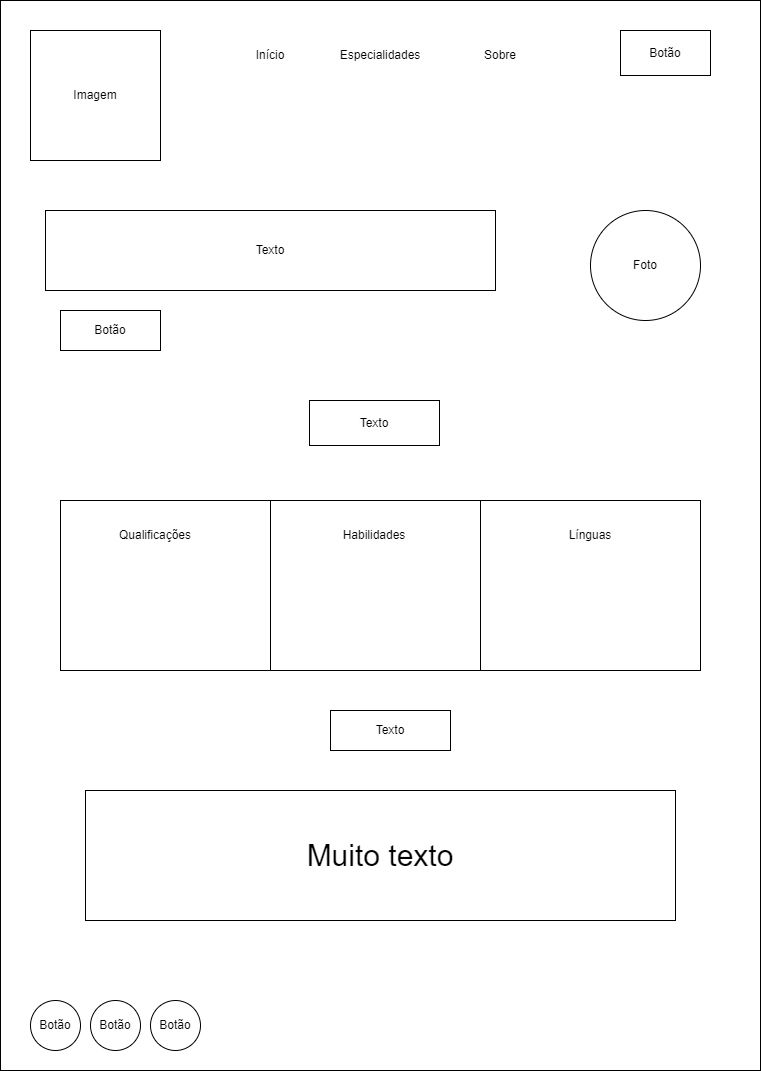 Imagem
Início
Especialidades
Sobre
Botão
Texto
Foto
Botão
Texto
Qualificações
Habilidades
Línguas
Texto
Muito texto
Botão
Botão
Botão